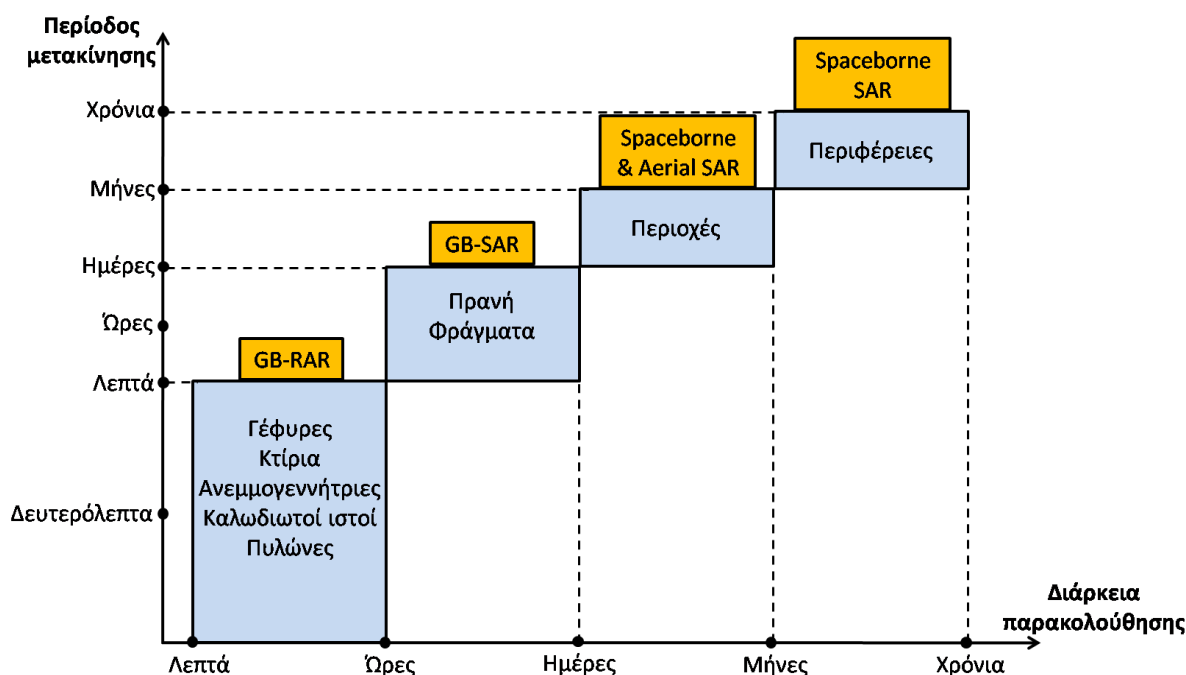 Περίοδος
μετακίνησης
Χρόνια
Μήνες
Ημέρες
Ώρες
Λεπτά
Δευτερόλεπτα
Spaceborne
SAR
Περιφέρειες
Spaceborne
& Aerial SAR
Περιοχές
GB-SAR
Πρανή
Φράγματα
GB-RAR
Γέφυρες
Κτίρια
Ανεμμογεννήτριες
Καλωδιωτοί ιστοί
Πυλώνες
Διάρκεια
παρακολούθησης
Λεπτά
Ώρες
Ημέρες
Μήνες
Χρόνια